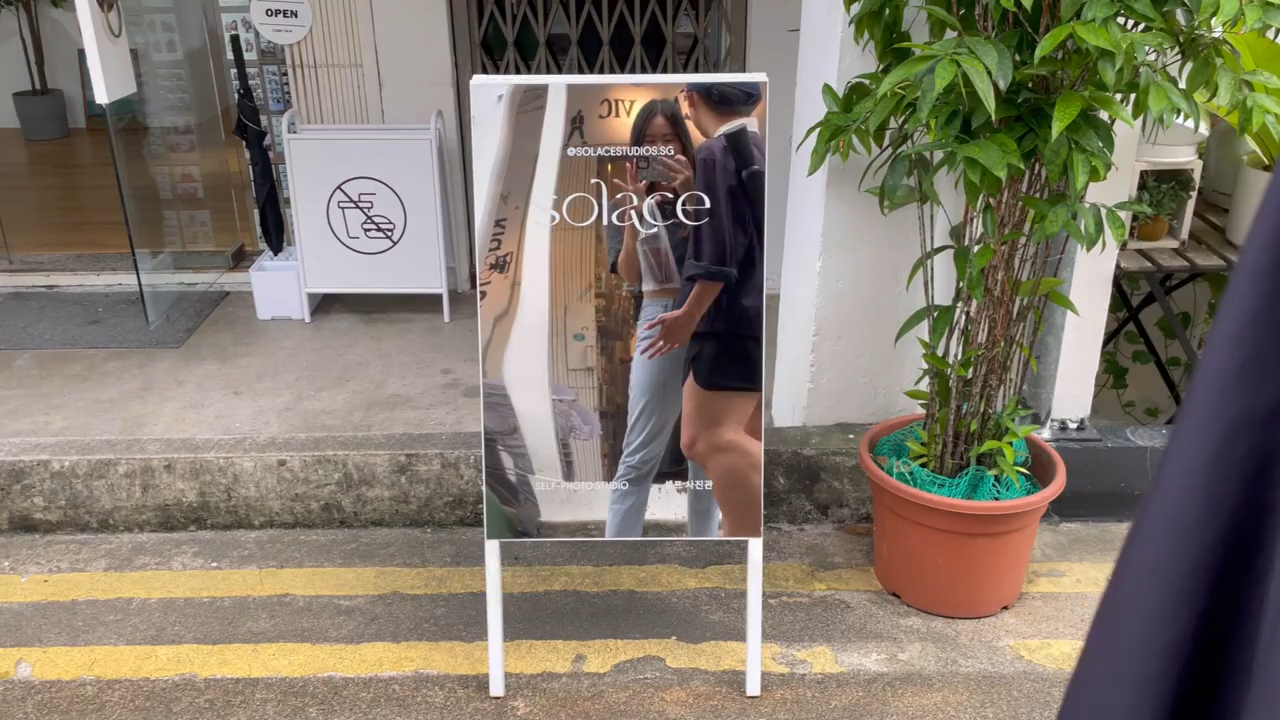 OPEN
@SOLACESTUDIOS.SG
solace
SELF-PHOTO STUDIO
셀프 사진관